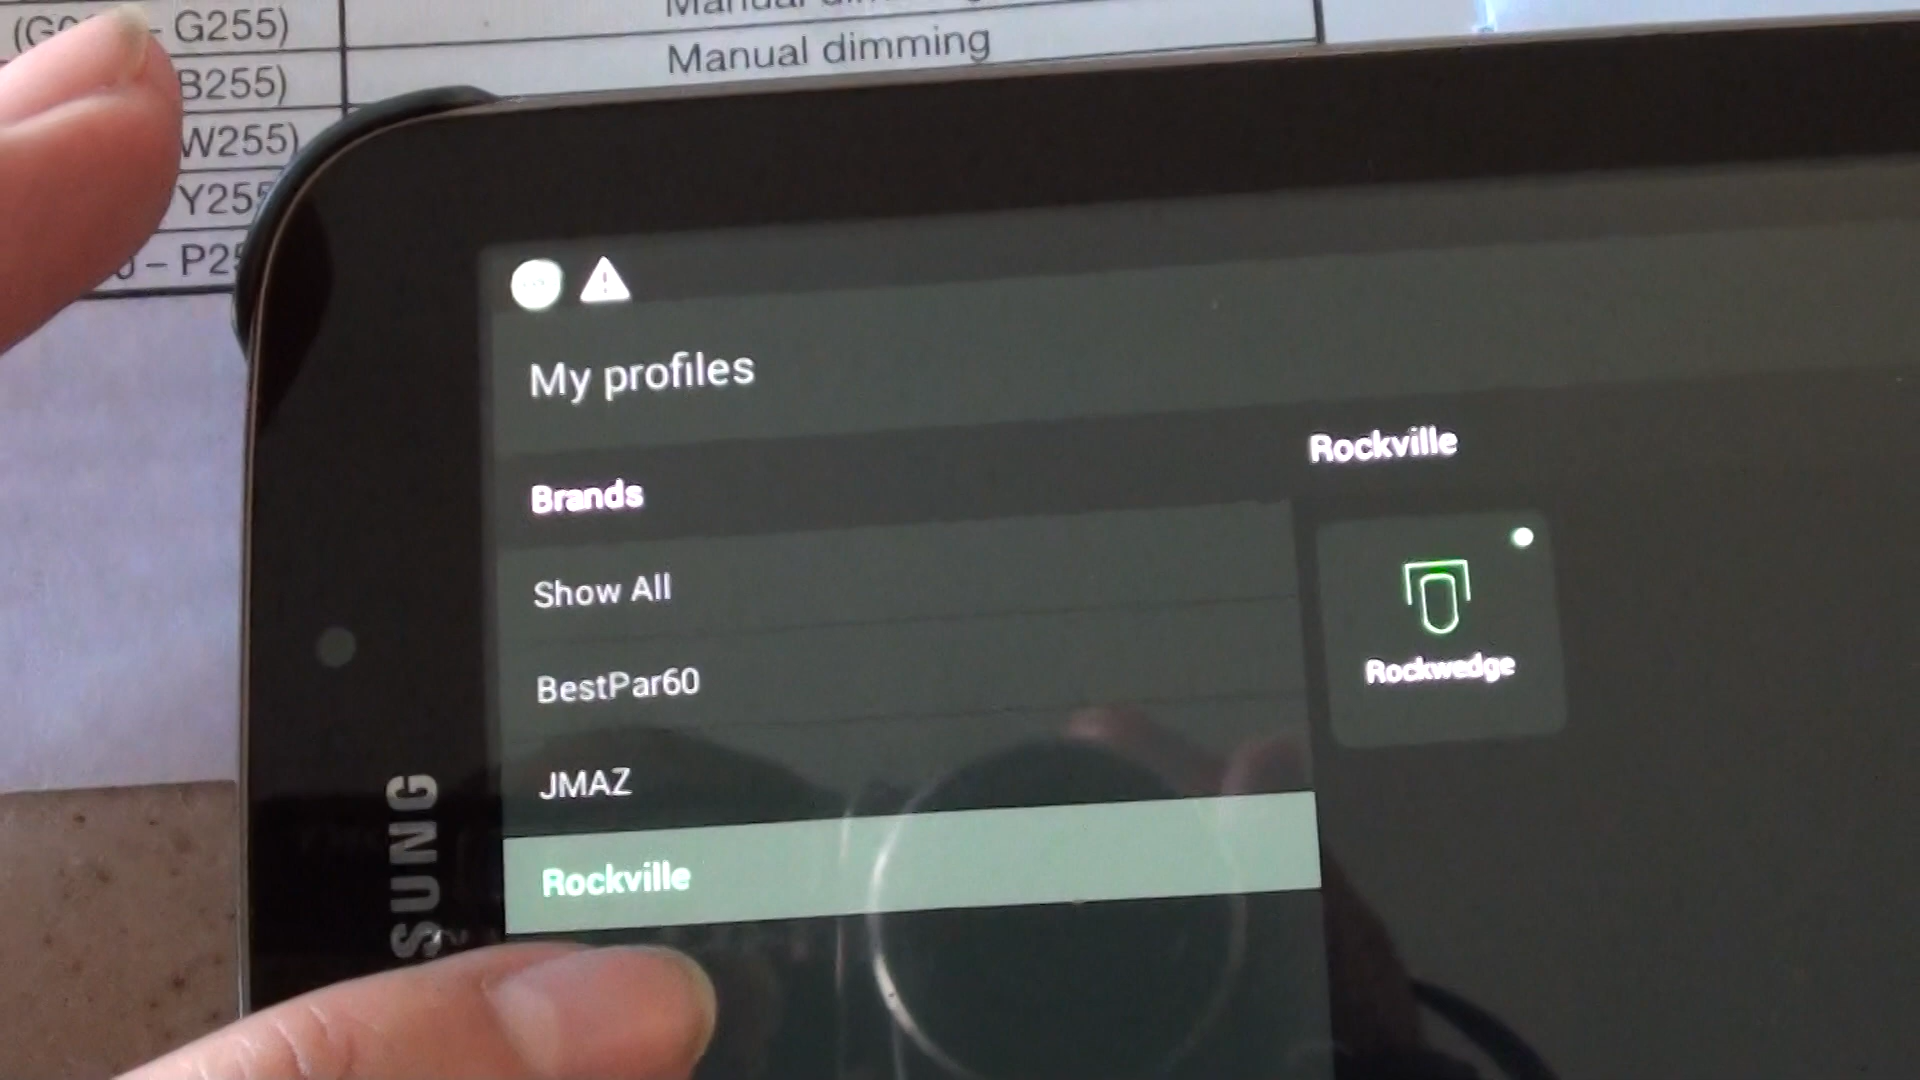 G255)
Manual dimming
B255)
W255)
My profiles
Brands
Show All
BestPar60
JMAZ
Rockville
Rockville
Rockwedge
SUNG